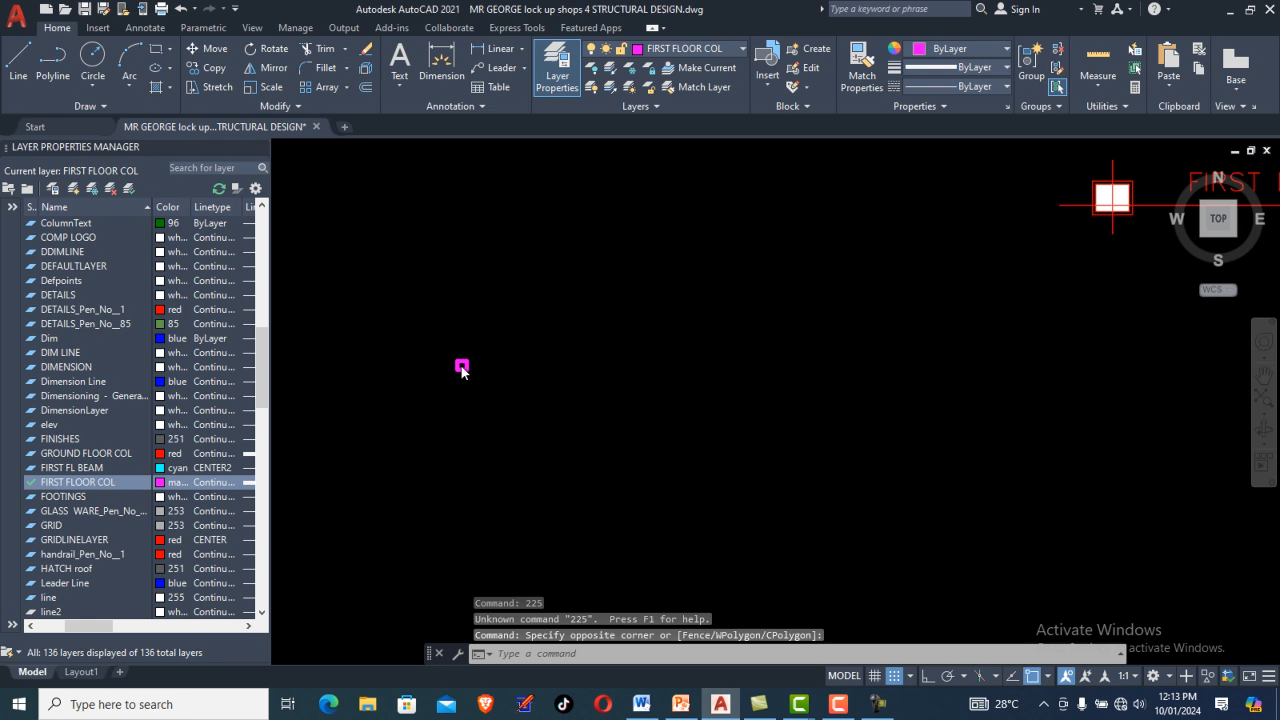 Autodesk AutoCAD 2021 MR GEORGE lock up shops 4 STRUCTURAL DESIGN.dwg
Type a keyword or phrase
Sign In
Home Insert Annotate Parametric View Manage Output Add-ins Collaborate Express Tools Featured Apps
Line Polyline Circle Arc
Move Rotate Trim
Copy Mirror Fillet
Stretch Scale Array
Text Dimension
Linear
Leader
Table
Layer Properties
FIRST FLOOR COL
Make Current
Match Layer
Insert
Create
Edit
Match Properties
ByLayer
ByLayer
ByLayer
Group
Measure
Paste
Base
Draw Modify Annotation Layers Block Properties Groups Utilities Clipboard View
Start MR GEORGE lock up...TRUCTURAL DESIGN*
LAYER PROPERTIES MANAGER
Current layer: FIRST FLOOR COL
Search for layer
S.. Name Color Linetype Li
ColumnText 96 ByLayer
COMP LOGO wh... Continu...
DDIMLINE wh... Continu...
DEFAULTLAYER wh... Continu...
Defpoints wh... Continu...
DETAILS wh... Continu...
DETAILS_Pen_No__1 red Continu...
DETAILS_Pen_No__85 85 Continu...
Dim blue ByLayer
DIM LINE wh... Continu...
DIMENSION wh... Continu...
Dimension Line blue Continu...
Dimensioning - Genera... wh... Continu...
DimensionLayer wh... Continu...
elev wh... Continu...
FINISHES 251 Continu...
GROUND FLOOR COL red Continu...
FIRST FL BEAM cyan CENTER2
FIRST FLOOR COL ma... Continu...
FOOTINGS wh... Continu...
GLASS WARE_Pen_No_... 253 Continu...
GRID 253 Continu...
GRIDLINELAYER red CENTER
handrail_Pen_No__1 red Continu...
HATCH roof 251 Continu...
Leader Line blue Continu...
line 255 Continu...
line2 wh... Continu...
All: 136 layers displayed of 136 total layers
FIRST
N
W TOP E
S
WCS
Command: 225
Unknown command "225". Press F1 for help.
Command: Specify opposite corner or [Fence/WPolygon/CPolygon]:
Type a command
Activate Windows
activate Windows.
Model Layout1
MODEL
1:1
Type here to search
28°C
12:13 PM
10/01/2024